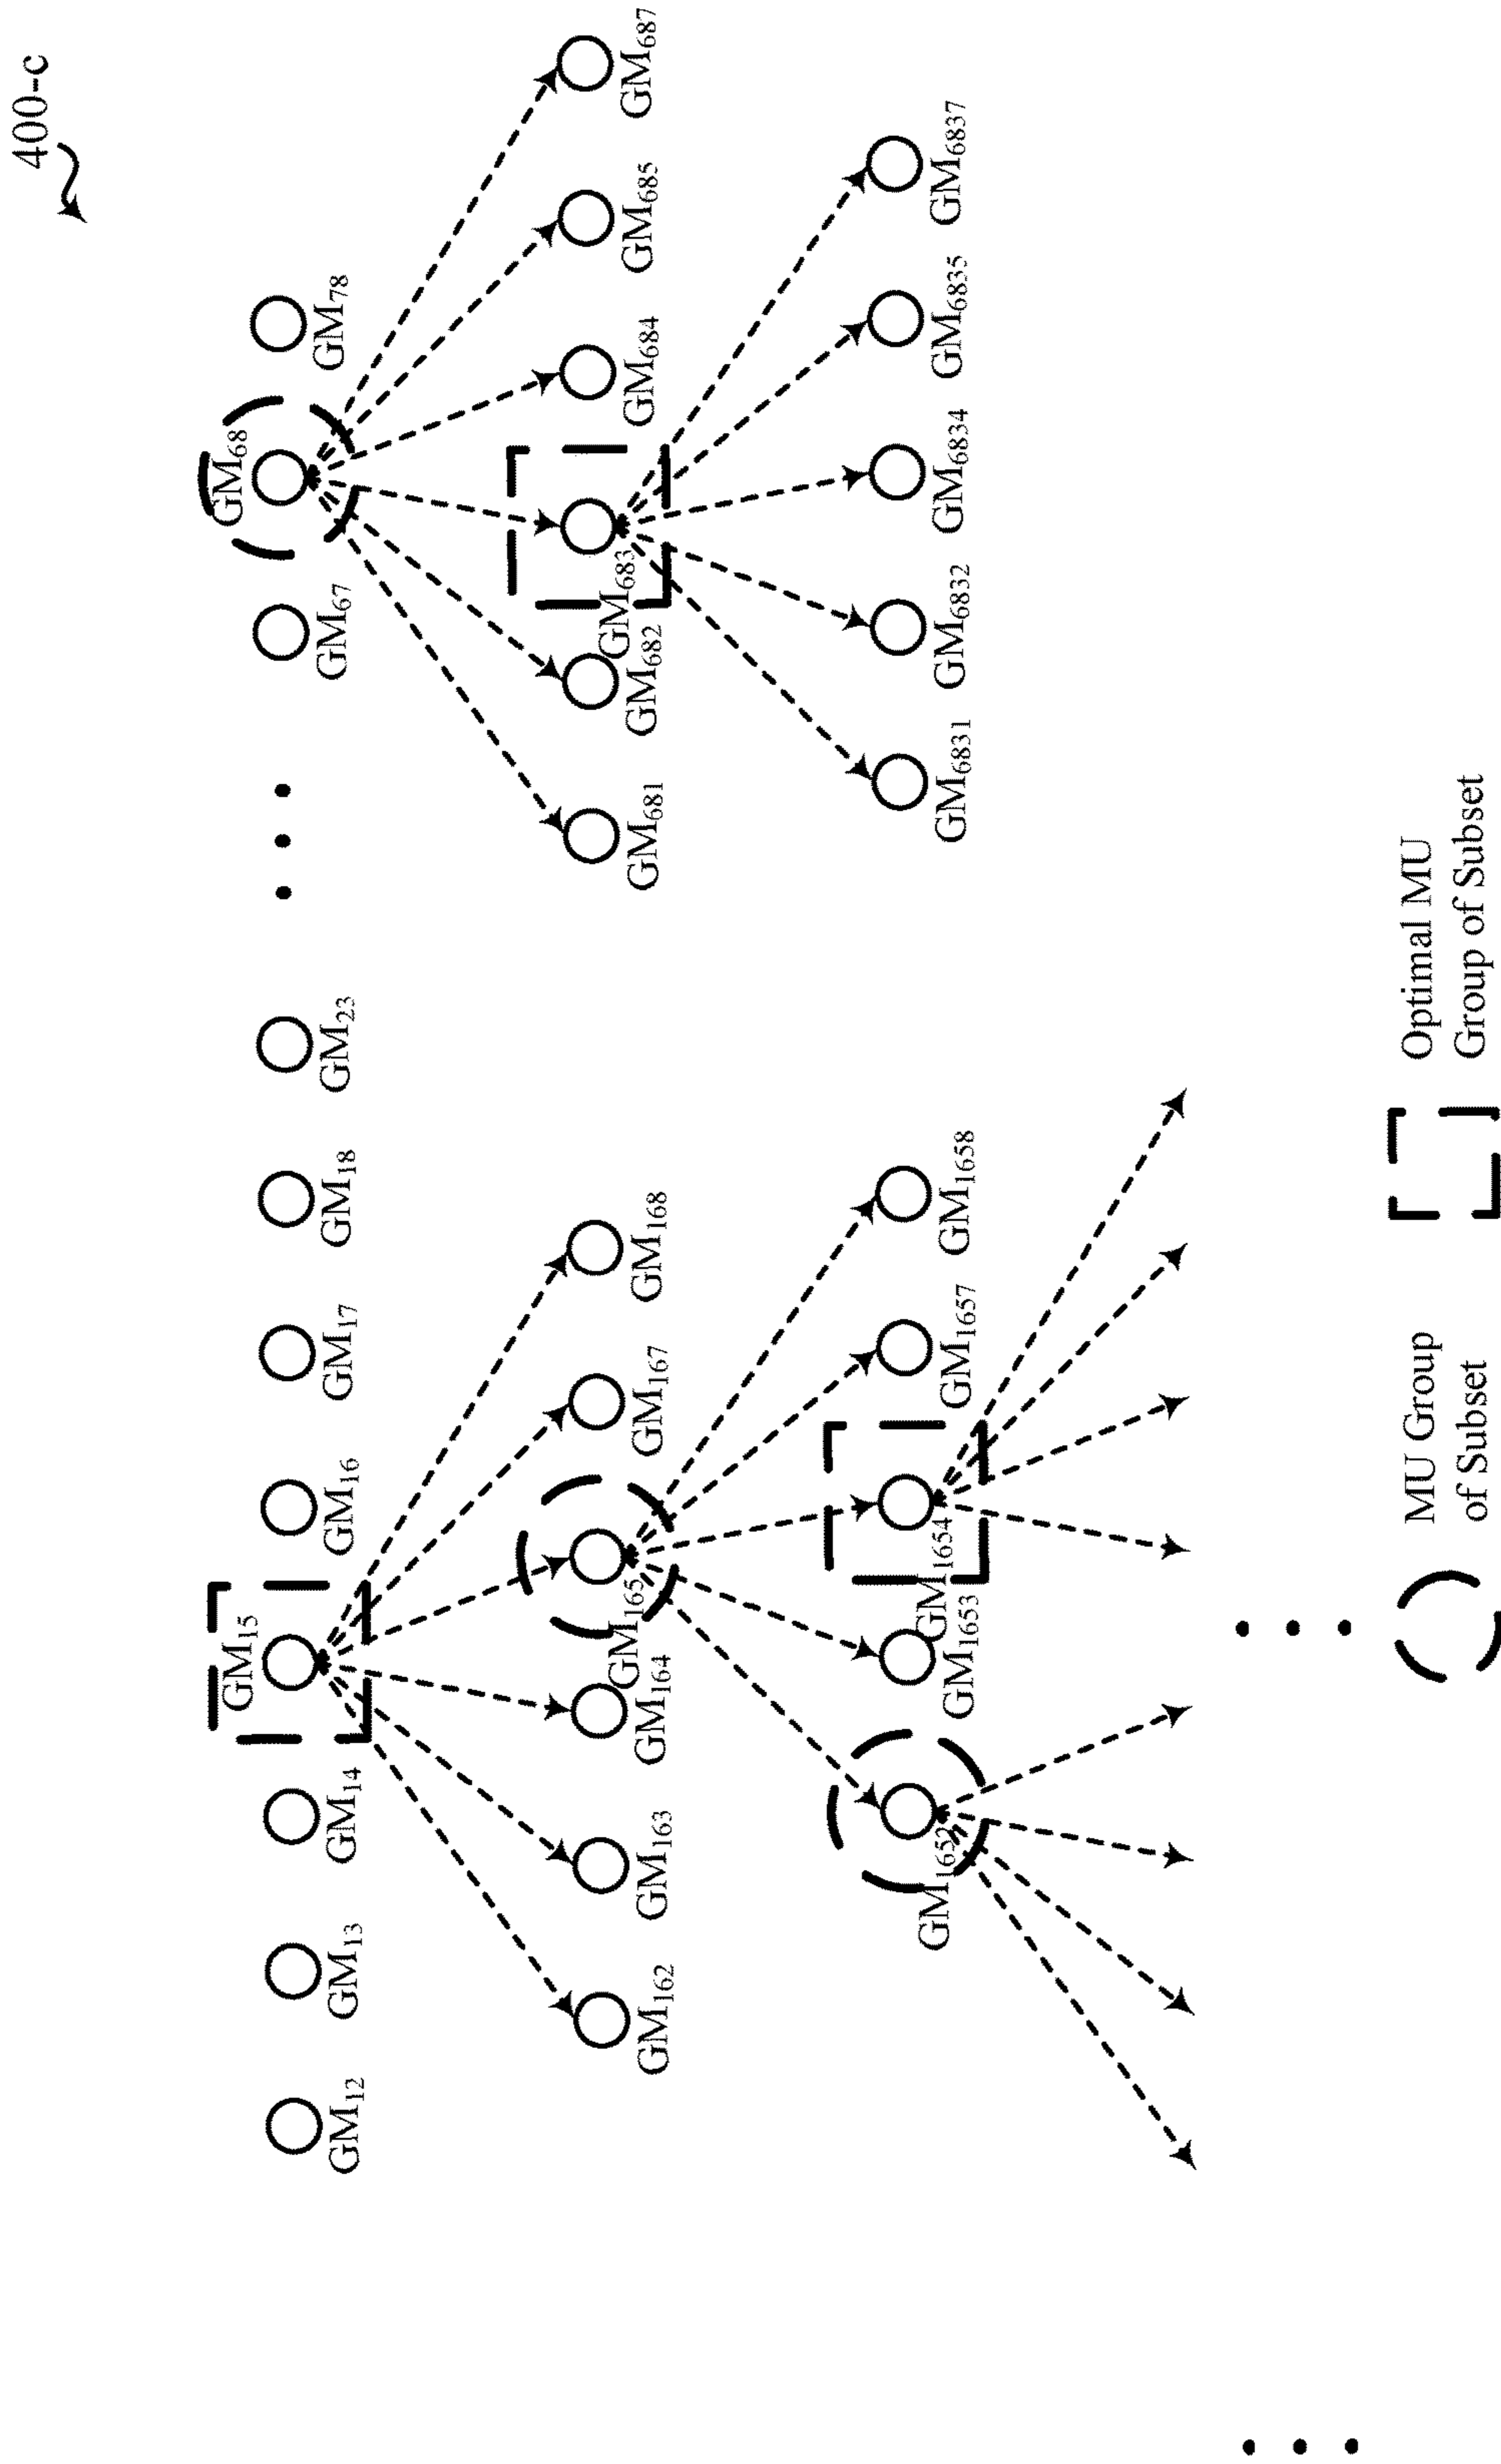 400-c
GM12
GM13
GM14
GM15
GM16
GM17
GM18
GM23
GM67
GM68
GM78
GM162
GM163
GM164
GM165
GM167
GM168
GM681
GM682
GM683
GM684
GM685
GM687
GM1652
GM1653
GM1654
GM1657
GM1658
GM6831
GM6832
GM6834
GM6835
GM6837
MU Group
of Subset
Optimal MU
Group of Subset